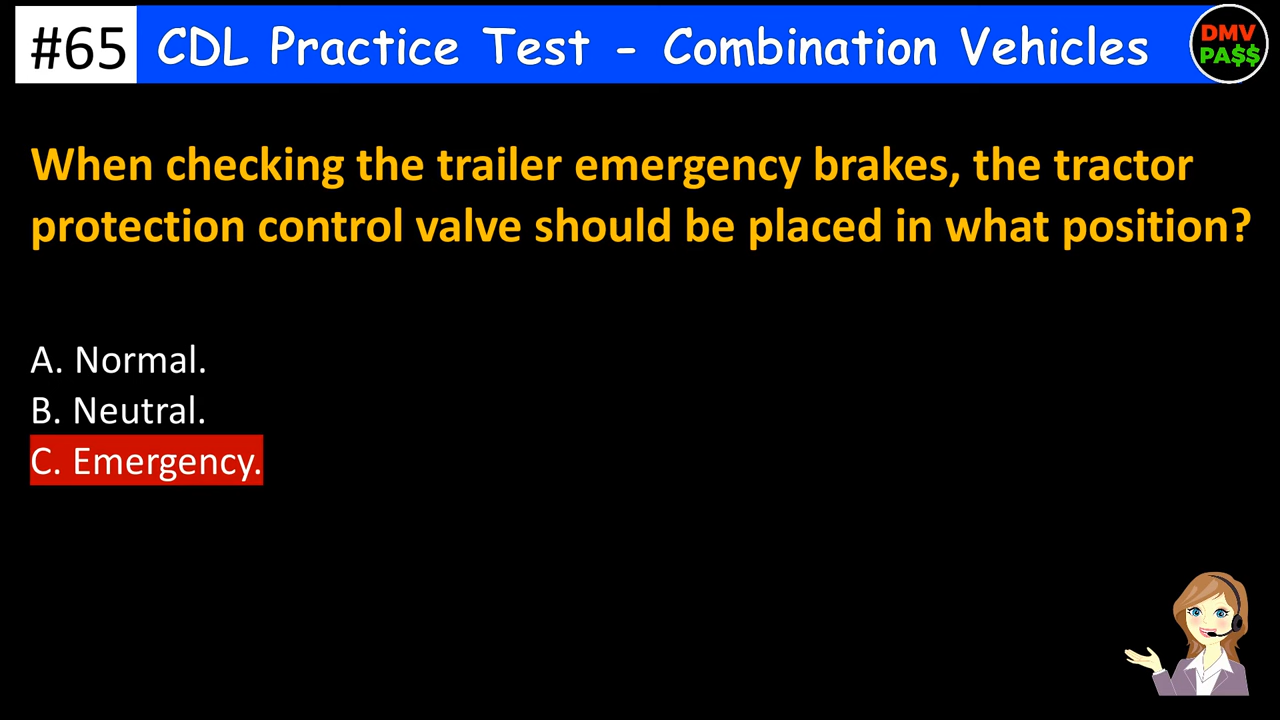 #65 CDL Practice Test - Combination Vehicles
DMV
PA$$
When checking the trailer emergency brakes, the tractor
protection control valve should be placed in what position?
A. Normal.
B. Neutral.
C. Emergency.